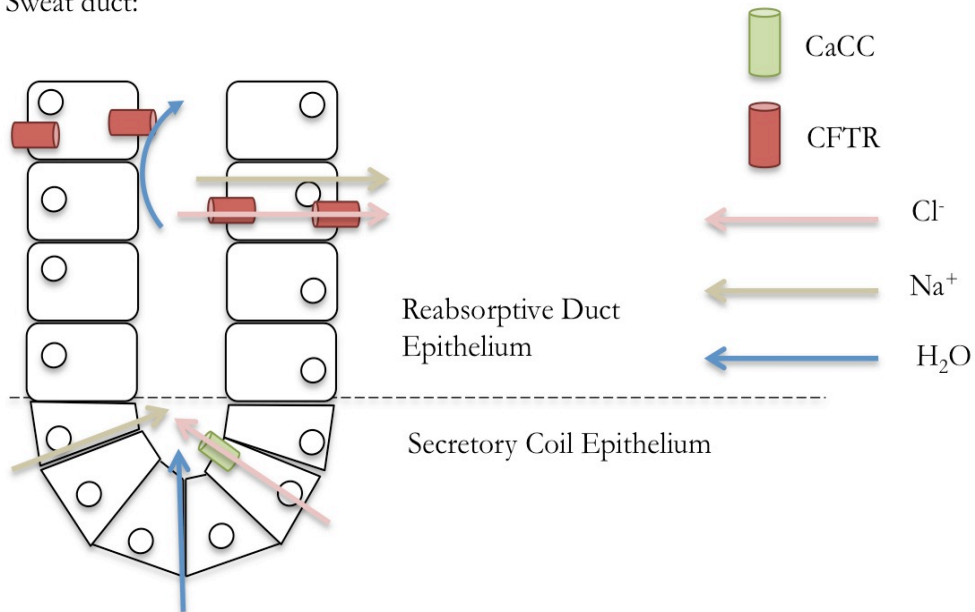 Sweat duct:
CaCC
CFTR
Cl⁻
Na⁺
H₂O
Reabsorptive Duct
Epithelium
Secretory Coil Epithelium